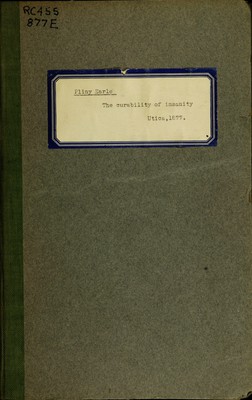 RC455
877E
Pliny Earle
The curability of insanity
Utica,1877.